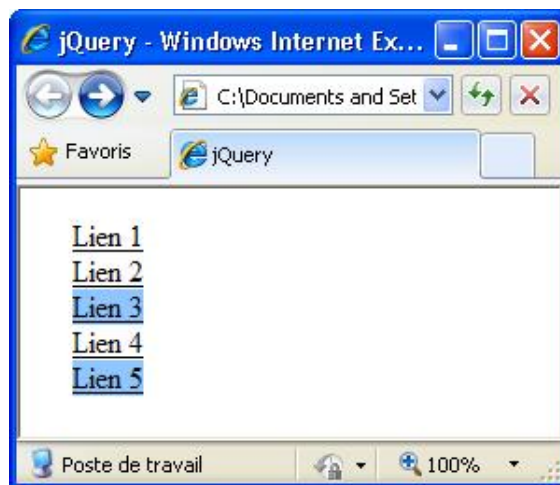 jQuery - Windows Internet Ex...
C:\Documents and Set
Favoris
jQuery
Lien 1
Lien 2
Lien 3
Lien 4
Lien 5
Poste de travail
100%